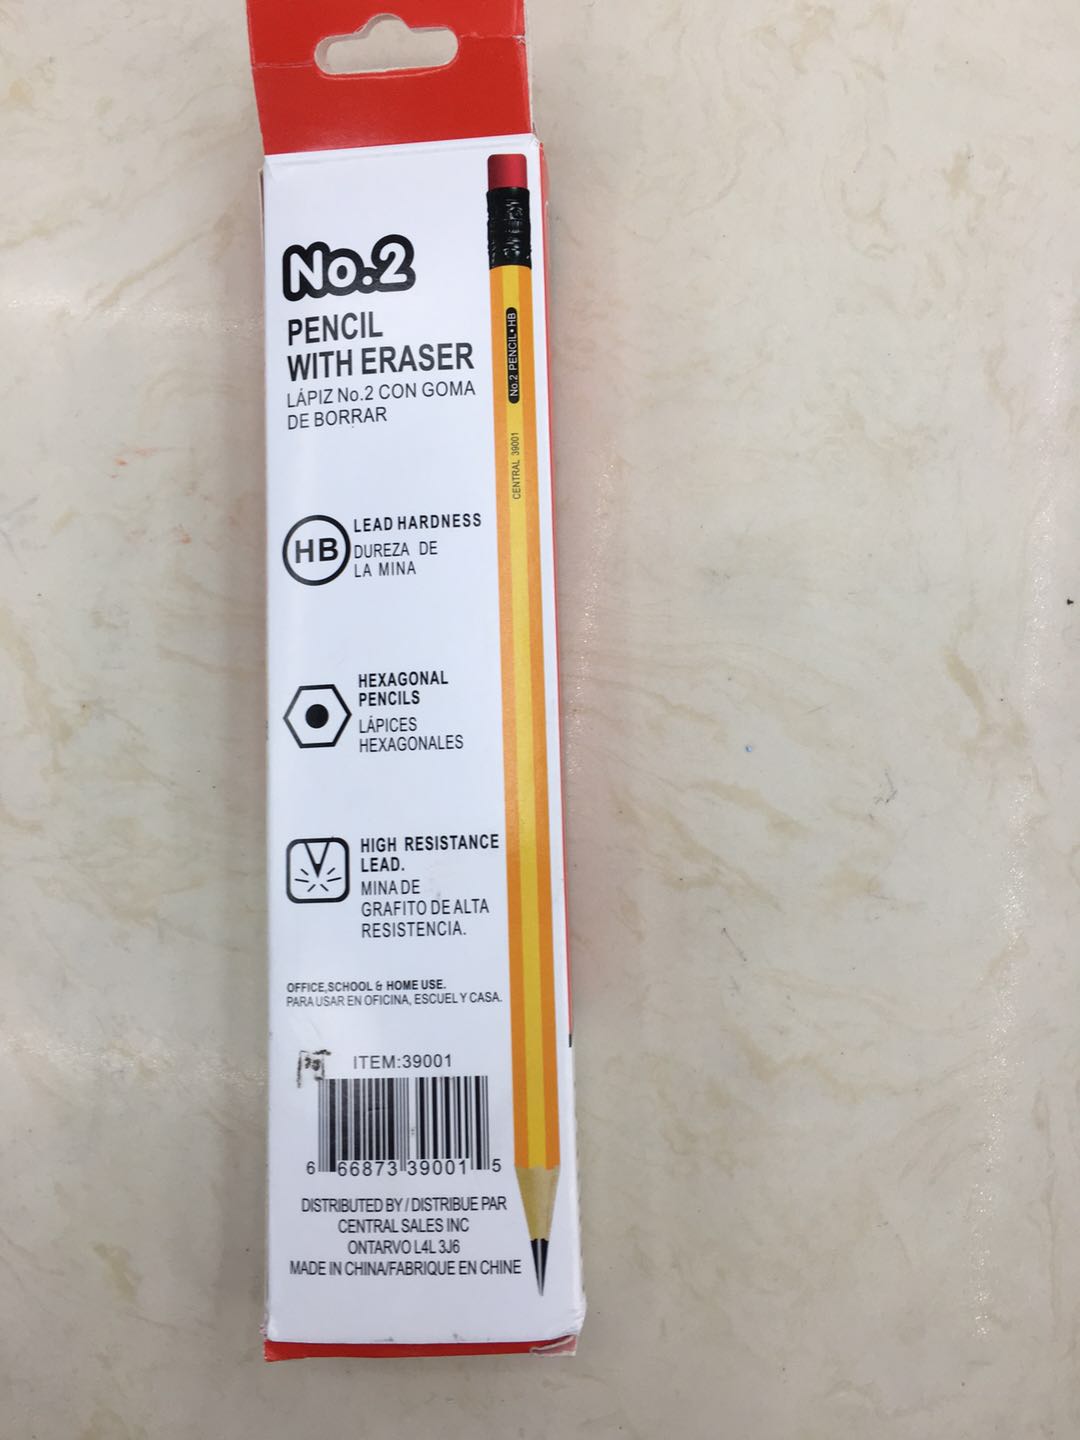 No.2
PENCIL
WITH ERASER
LÁPIZ No.2 CON GOMA
DE BORRAR
No.2 PENCIL•HB
CENTRAL 39001
HB
LEAD HARDNESS
DUREZA DE
LA MINA
HEXAGONAL
PENCILS
LÁPICES
HEXAGONALES
HIGH RESISTANCE
LEAD.
MINA DE
GRAFITO DE ALTA
RESISTENCIA.
OFFICE,SCHOOL & HOME USE.
PARA USAR EN OFICINA, ESCUEL Y CASA.
ITEM:39001
6 66873 39001 5
DISTRIBUTED BY / DISTRIBUE PAR
CENTRAL SALES INC
ONTARVO L4L 3J6
MADE IN CHINA/FABRIQUE EN CHINE